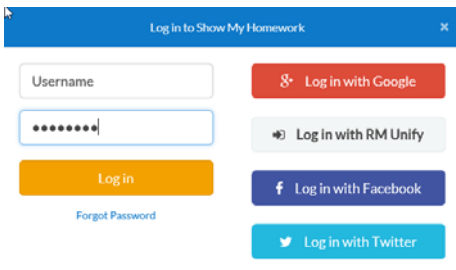 Log in to Show My Homework ×
Username
••••••••
Log in
Forgot Password
g+ Log in with Google
Log in with RM Unify
f Log in with Facebook
Log in with Twitter